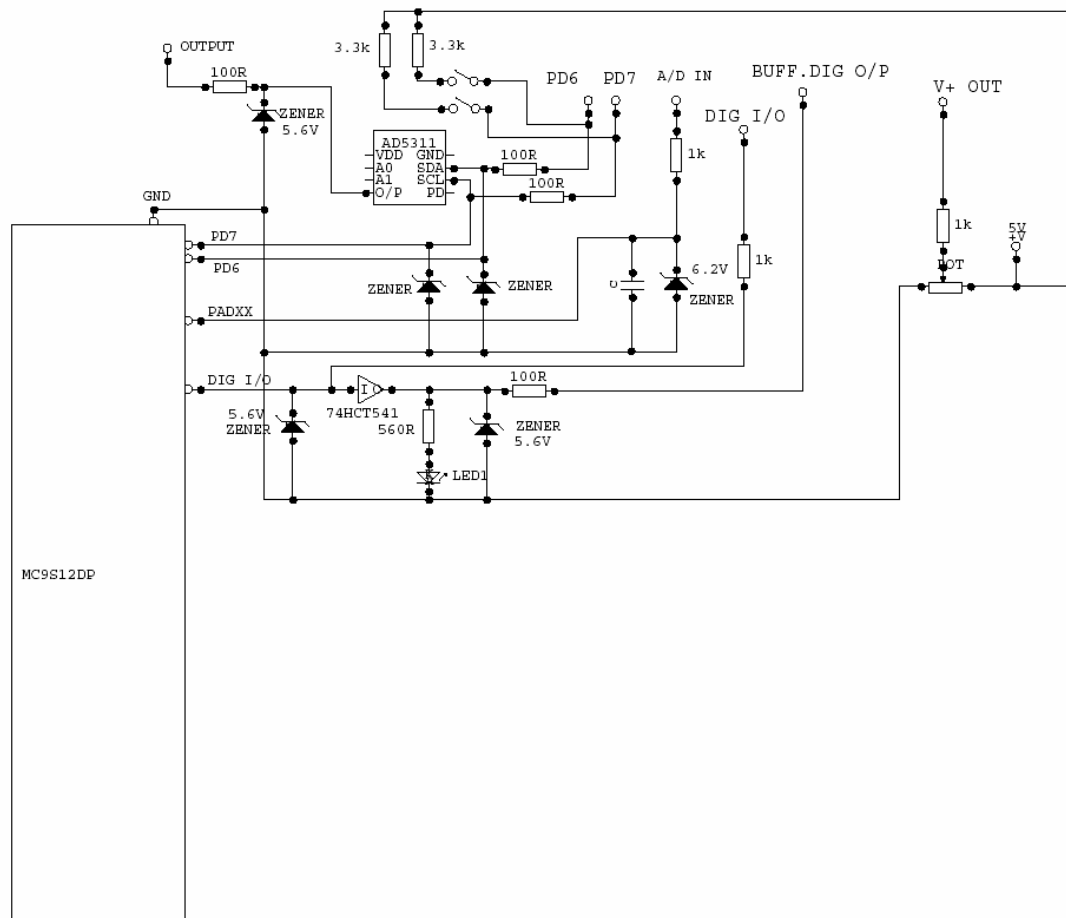 OUTPUT
100R
ZENER
5.6V
3.3k
3.3k
PD6
PD7
A/D IN
BUFF.DIG O/P
DIG I/O
V+ OUT
1k
AD5311
VDD GND
A0 SDA
A1 SCL
O/P PD
100R
100R
GND
PD7
PD6
ZENER
ZENER
C
6.2V
ZENER
1k
1k
POT
5V
+V
PADXX
DIG I/O
I O
74HCT541
5.6V
ZENER
560R
100R
ZENER
5.6V
LED1
MC9S12DP